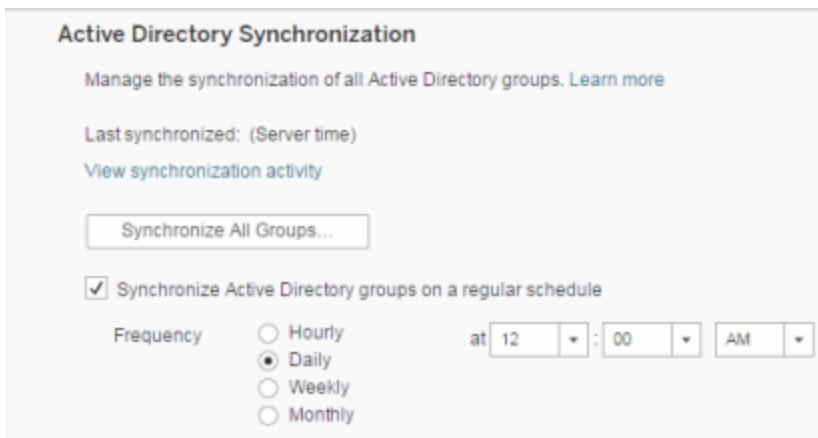 Active Directory Synchronization
Manage the synchronization of all Active Directory groups. Learn more
Last synchronized: (Server time)
View synchronization activity
Synchronize All Groups...
Synchronize Active Directory groups on a regular schedule
Frequency Hourly at 12 : 00 AM
Daily
Weekly
Monthly